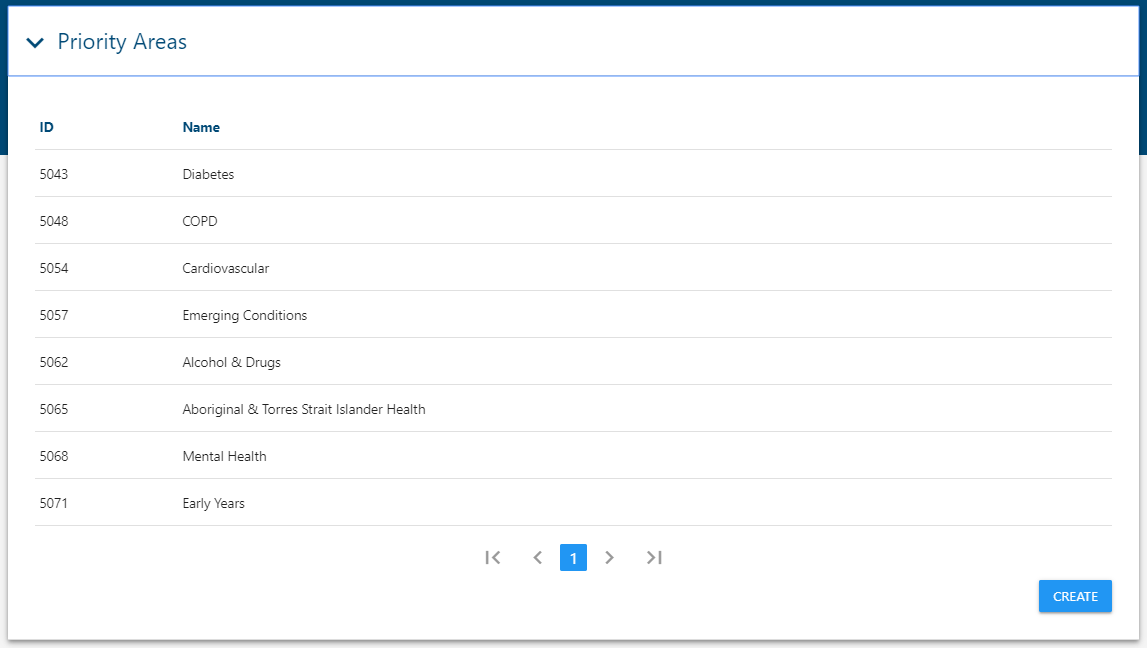 Priority Areas
ID Name
5043 Diabetes
5048 COPD
5054 Cardiovascular
5057 Emerging Conditions
5062 Alcohol & Drugs
5065 Aboriginal & Torres Strait Islander Health
5068 Mental Health
5071 Early Years
1
CREATE